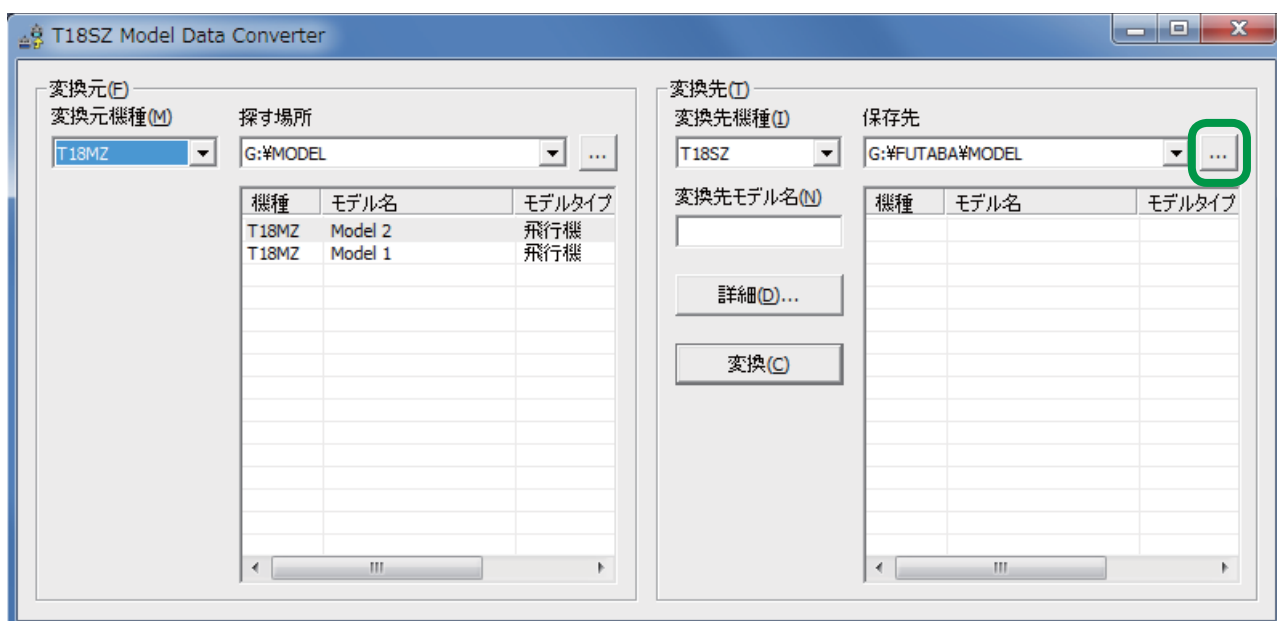 T18SZ Model Data Converter
変換元(F)
変換元機種(M)
探す場所
T18MZ
G:¥MODEL
...
機種 モデル名 モデルタイプ
T18MZ Model 2 飛行機
T18MZ Model 1 飛行機
変換先(T)
変換先機種(I)
保存先
T18SZ
G:¥FUTABA¥MODEL
...
変換先モデル名(N)
詳細(D)...
変換(C)
機種 モデル名 モデルタイプ